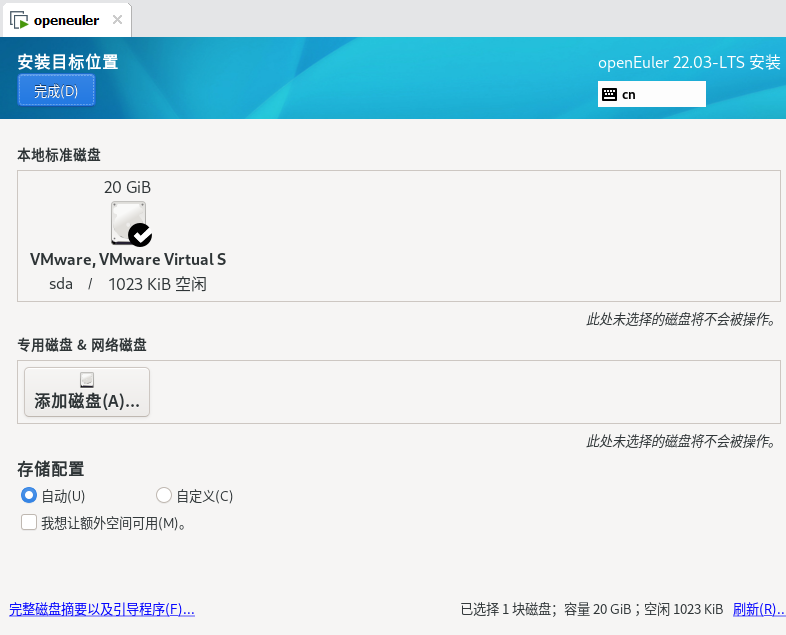 openeuler
安装目标位置
openEuler 22.03-LTS 安装
完成(D)
cn
本地标准磁盘
20 GiB
VMware, VMware Virtual S
sda / 1023 KiB 空闲
此处未选择的磁盘将不会被操作。
专用磁盘 & 网络磁盘
添加磁盘(A)...
此处未选择的磁盘将不会被操作。
存储配置
自动(U) 自定义(C)
我想让额外空间可用(M)。
完整磁盘摘要以及引导程序(F)... 已选择 1 块磁盘；容量 20 GiB；空闲 1023 KiB 刷新(R)..